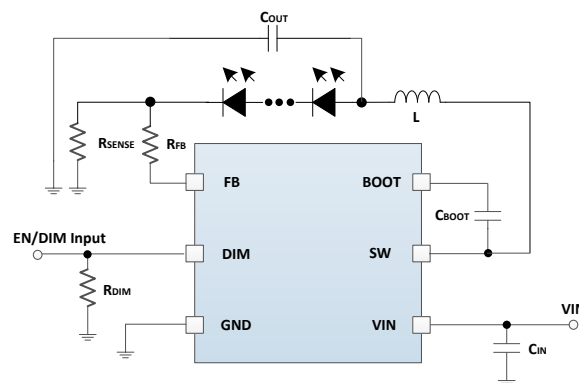 COUT
L
RSENSE
RFB
FB
BOOT
CBOOT
EN/DIM Input
DIM
SW
RDIM
GND
VIN
VIN
CIN